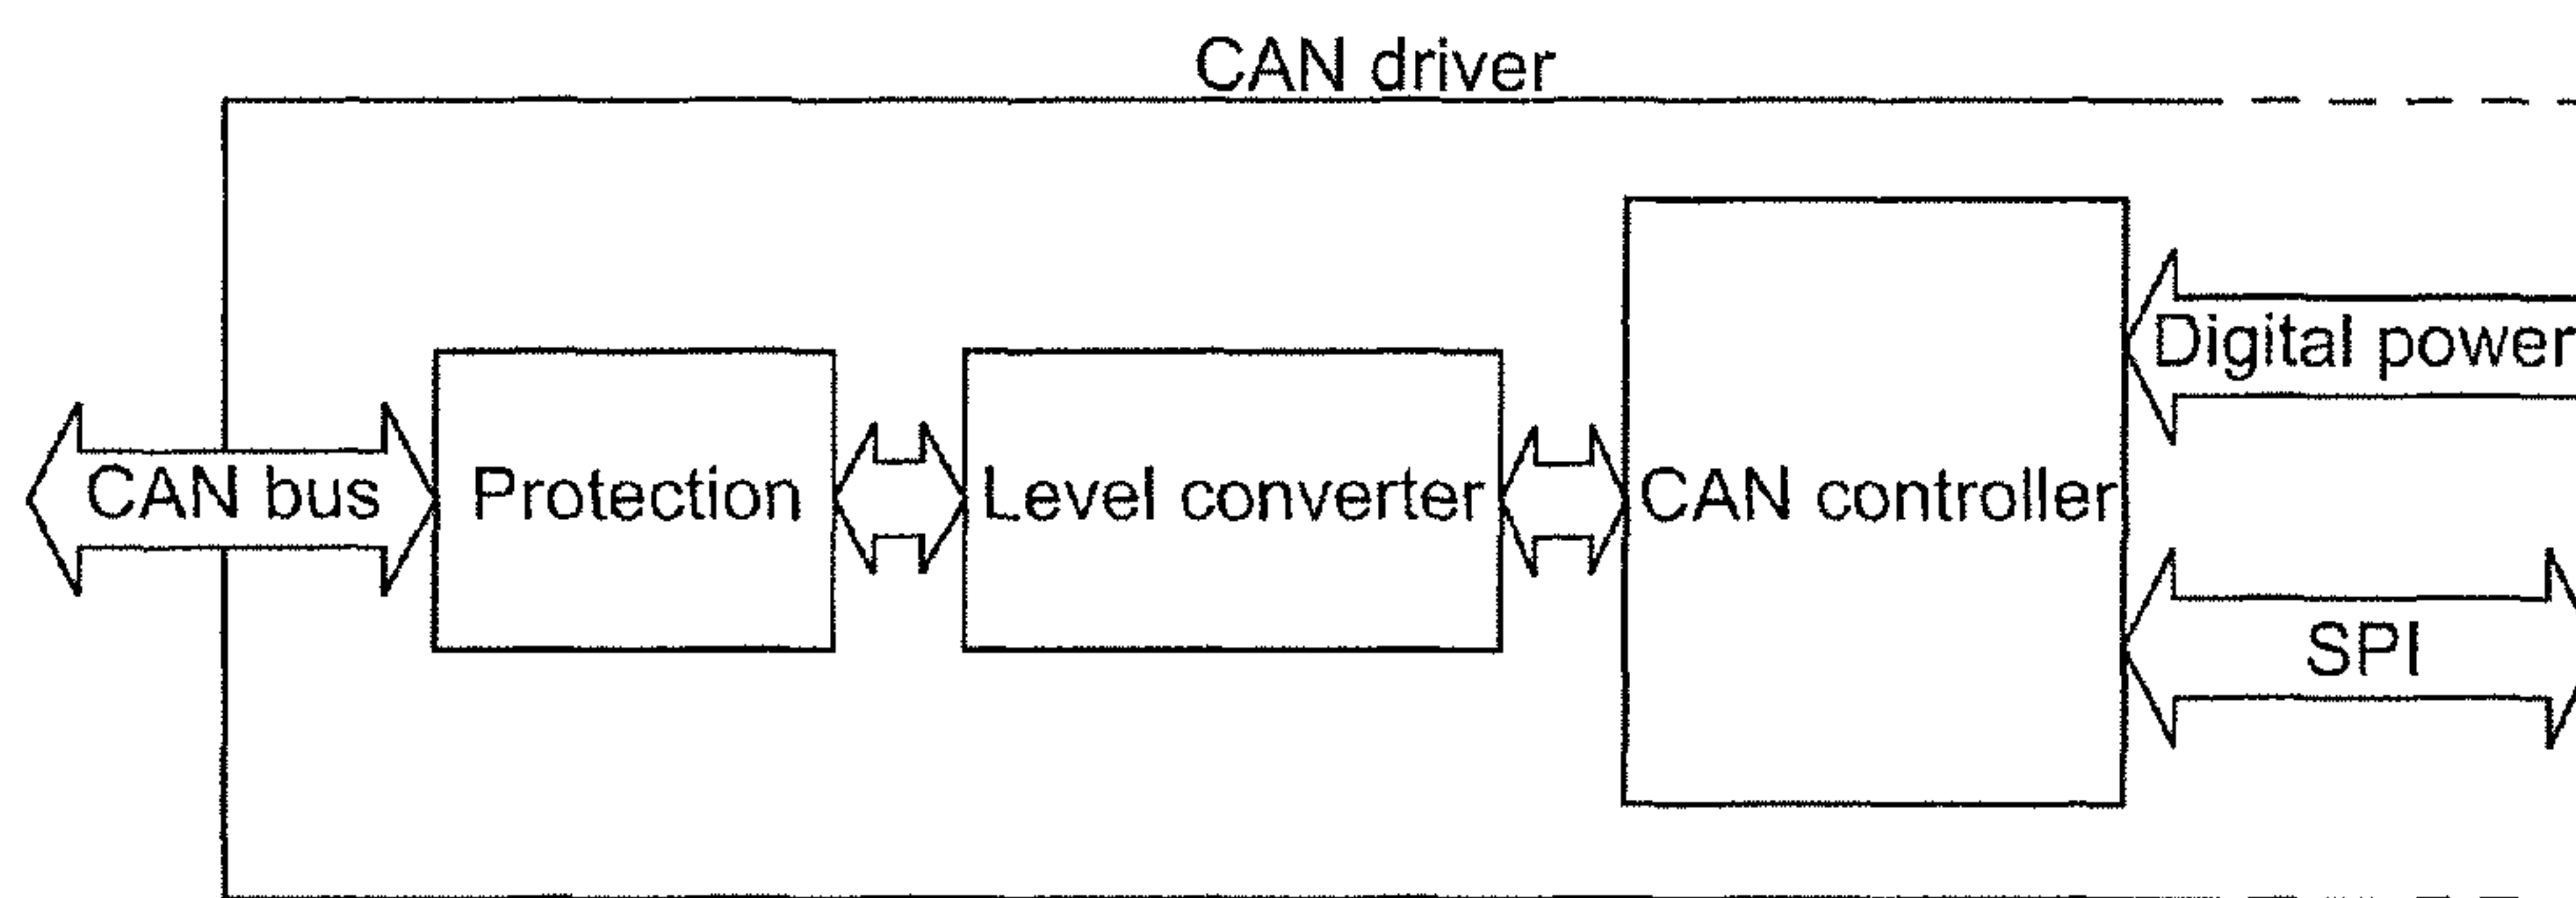 CAN driver
Digital power
CAN bus
Protection
Level converter
CAN controller
SPI